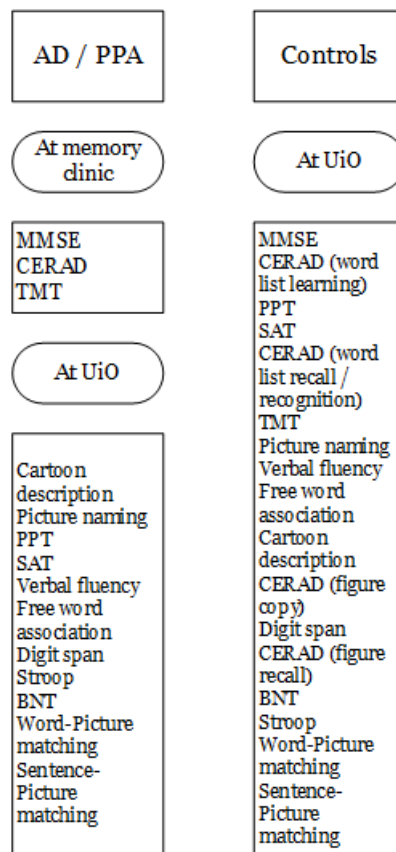 AD / PPA
At memory
clinic
MMSE
CERAD
TMT
At UiO
Cartoon
description
Picture naming
PPT
SAT
Verbal fluency
Free word
association
Digit span
Stroop
BNT
Word-Picture
matching
Sentence-
Picture
matching
Controls
At UiO
MMSE
CERAD (word
list learning)
PPT
SAT
CERAD (word
list recall /
recognition)
TMT
Picture naming
Verbal fluency
Free word
association
Cartoon
description
CERAD (figure
copy)
Digit span
CERAD (figure
recall)
BNT
Stroop
Word-Picture
matching
Sentence-
Picture
matching